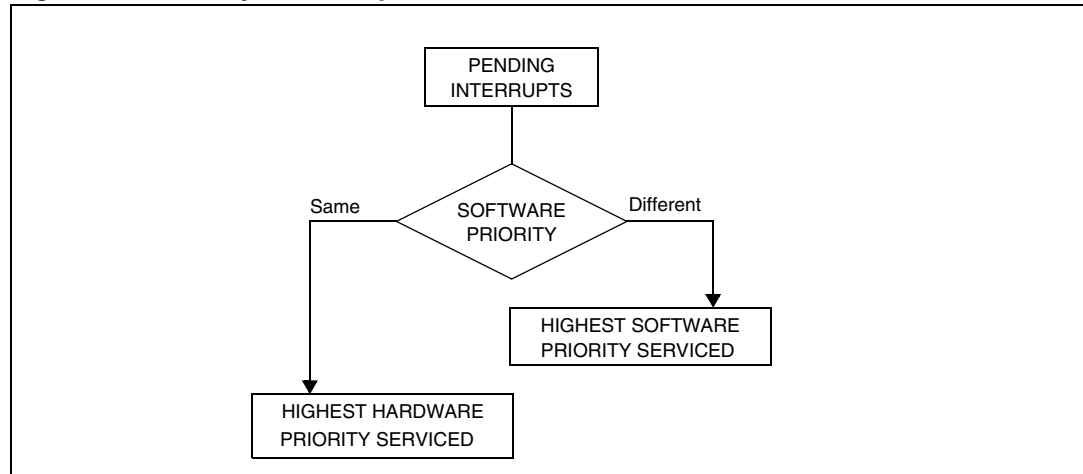 PENDING
INTERRUPTS
Same
SOFTWARE
PRIORITY
Different
HIGHEST SOFTWARE
PRIORITY SERVICED
HIGHEST HARDWARE
PRIORITY SERVICED